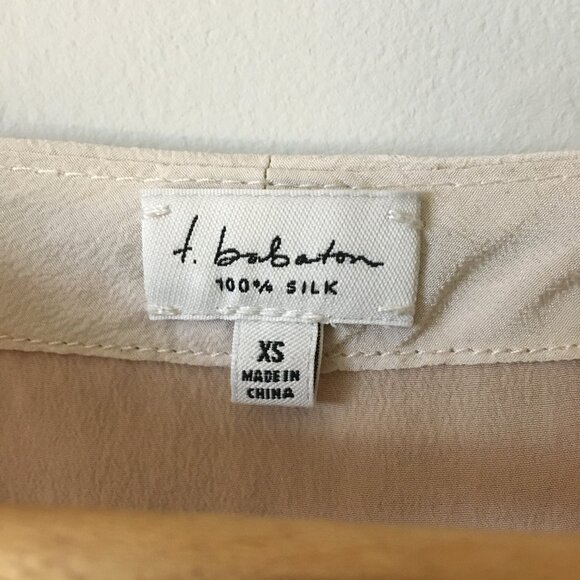 t. babaton
100% SILK
XS
MADE IN
CHINA